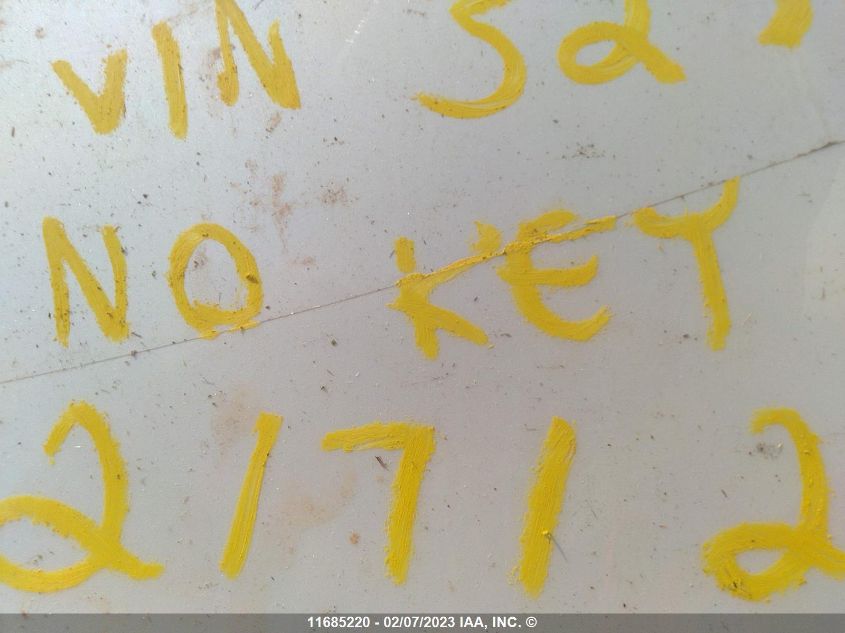 VIN 52
NO KEY
21712
11685220 - 02/07/2023 IAA, INC. ©